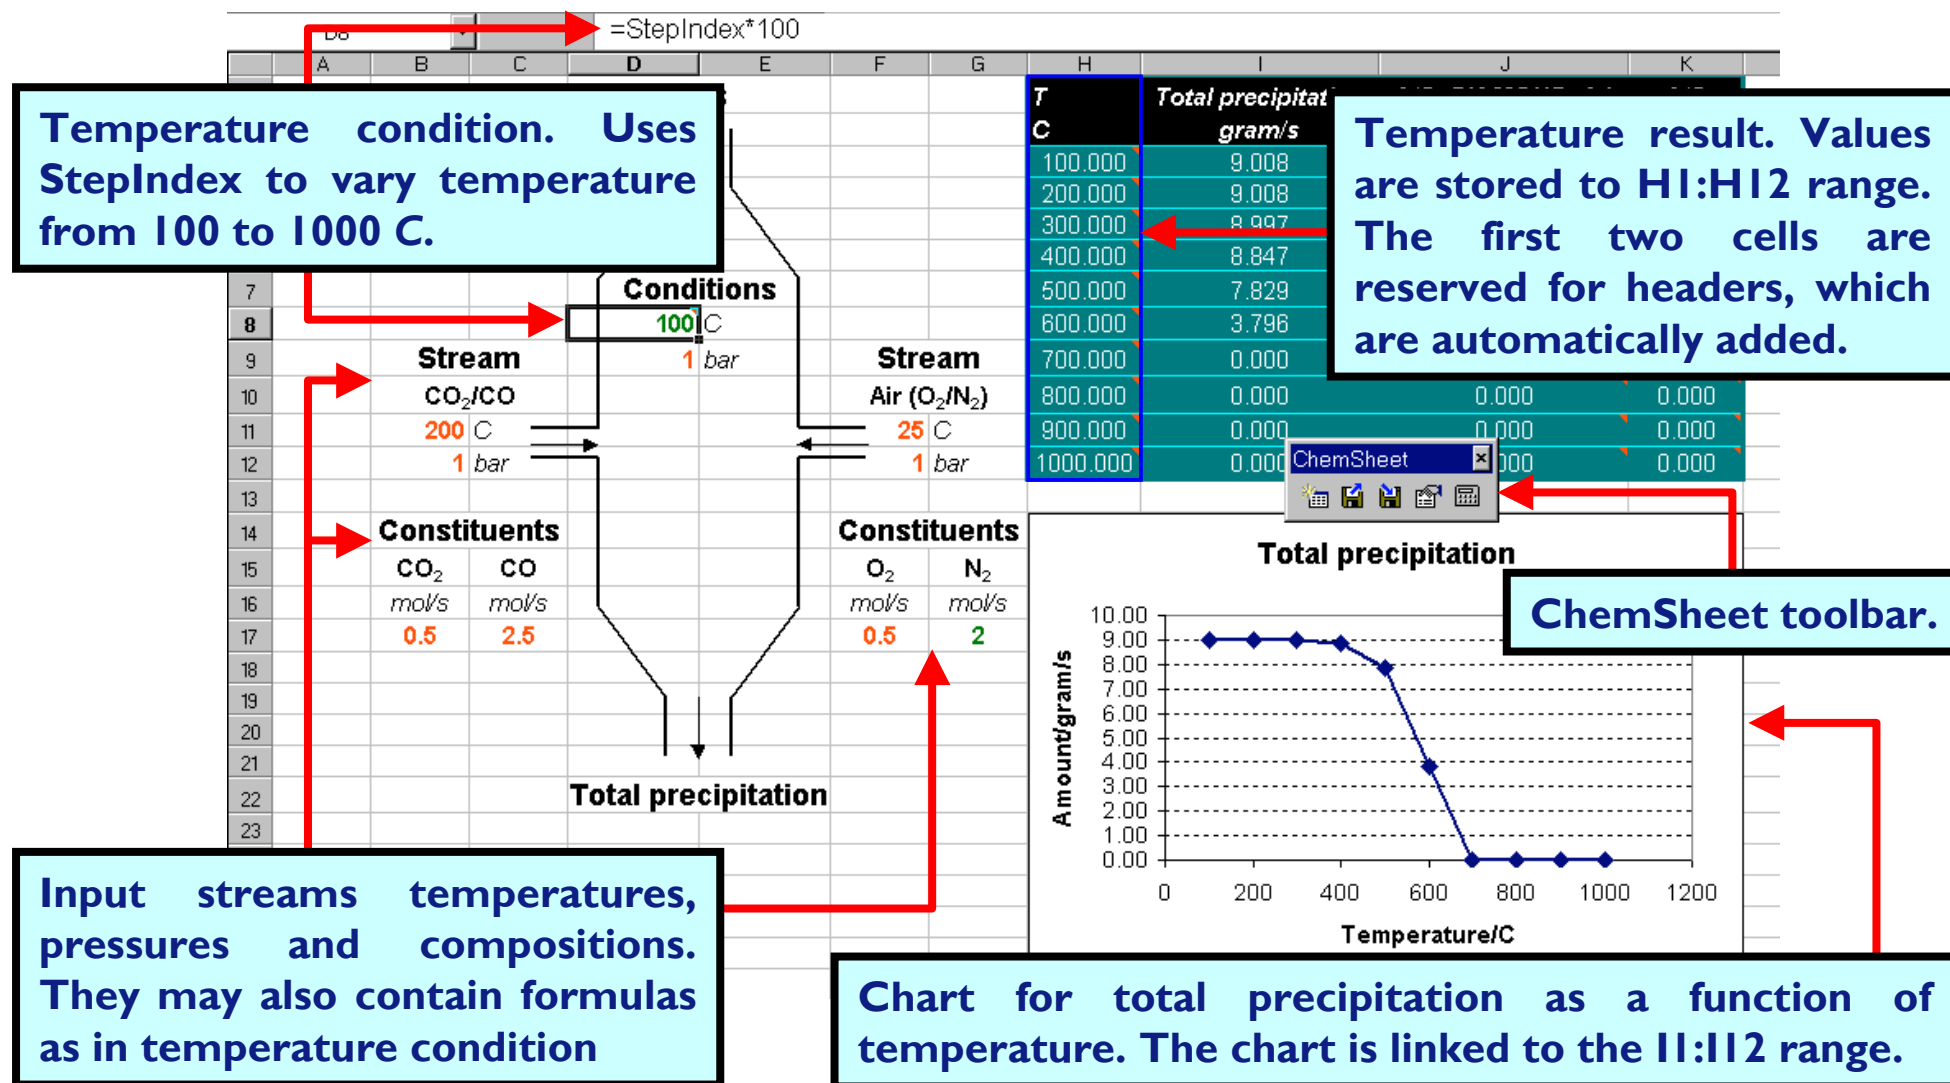 D8 =StepIndex*100
A B C D E F G H I J K
Temperature condition. Uses
StepIndex to vary temperature
from 100 to 1000 C.
T Total precipitat
C gram/s
100.000 9.008
200.000 9.008
300.000 8.997
400.000 8.847
500.000 7.829
600.000 3.796
700.000 0.000
800.000 0.000 0.000 0.000
900.000 0.000 0.000 0.000
1000.000 0.000 000 0.000
Temperature result. Values
are stored to H1:H12 range.
The first two cells are
reserved for headers, which
are automatically added.
7 Conditions
8 100 C
9 Stream 1 bar Stream
10 CO₂/CO Air (O₂/N₂)
11 200 C 25 C
12 1 bar 1 bar
13
14 Constituents Constituents
15 CO₂ CO O₂ N₂
16 mol/s mol/s mol/s mol/s
17 0.5 2.5 0.5 2
18
19
20
21
22 Total precipitation
23
ChemSheet
ChemSheet toolbar.
Total precipitation
Amount/grams/s
10.00
9.00
8.00
7.00
6.00
5.00
4.00
3.00
2.00
1.00
0.00
0 200 400 600 800 1000 1200
Temperature/C
Input streams temperatures,
pressures and compositions.
They may also contain formulas
as in temperature condition
Chart for total precipitation as a function of
temperature. The chart is linked to the I1:I12 range.